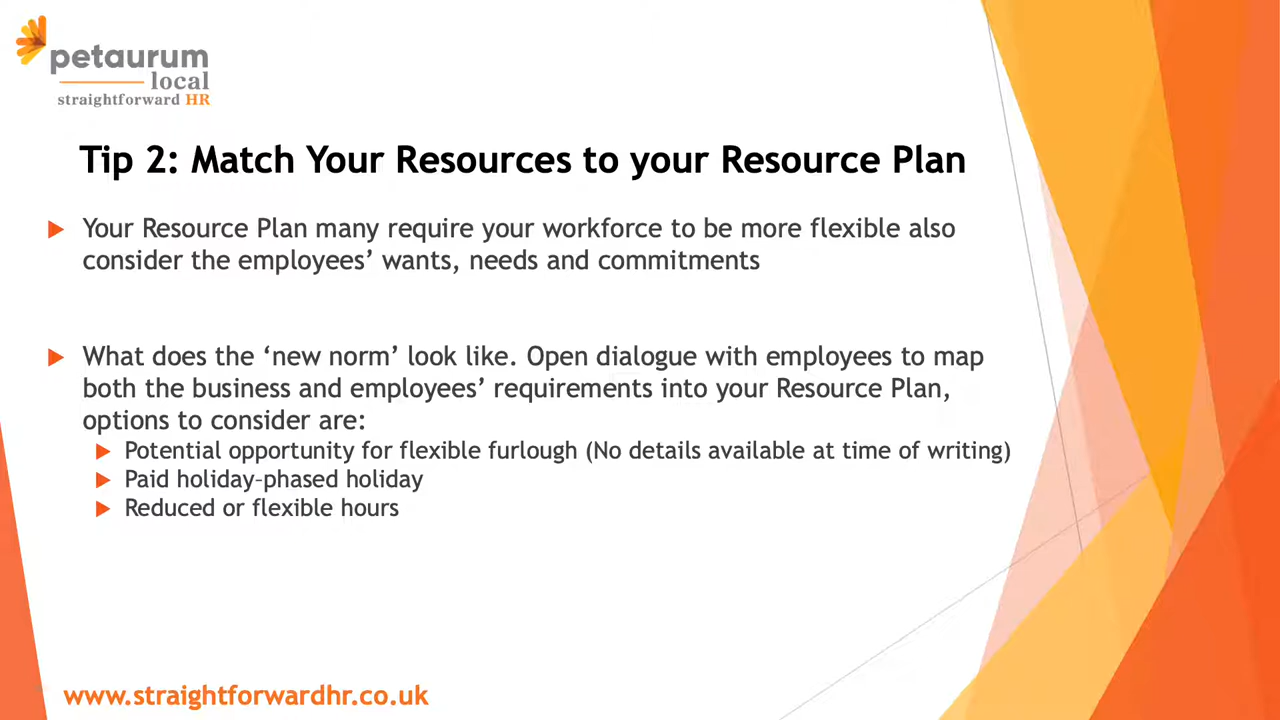 petaurum
local
straightforward HR
Tip 2: Match Your Resources to your Resource Plan
Your Resource Plan many require your workforce to be more flexible also
consider the employees’ wants, needs and commitments
What does the ‘new norm’ look like. Open dialogue with employees to map
both the business and employees’ requirements into your Resource Plan,
options to consider are:
Potential opportunity for flexible furlough (No details available at time of writing)
Paid holiday–phased holiday
Reduced or flexible hours
www.straightforwardhr.co.uk